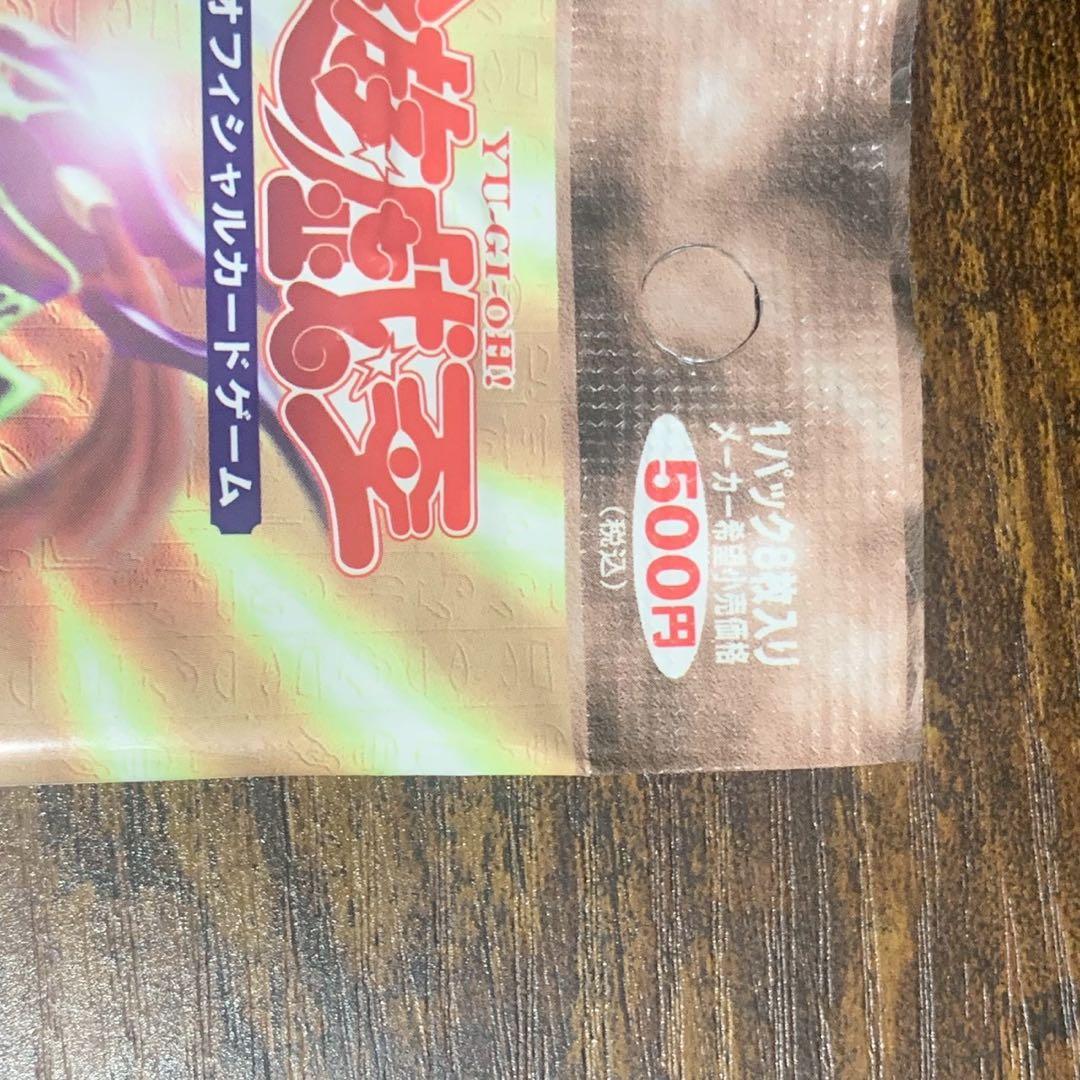 1パック8枚入り
メーカー希望小売価格
500円
(税込)
YU-GI-OH!
遊☆戯☆王
オフィシャルカードゲーム